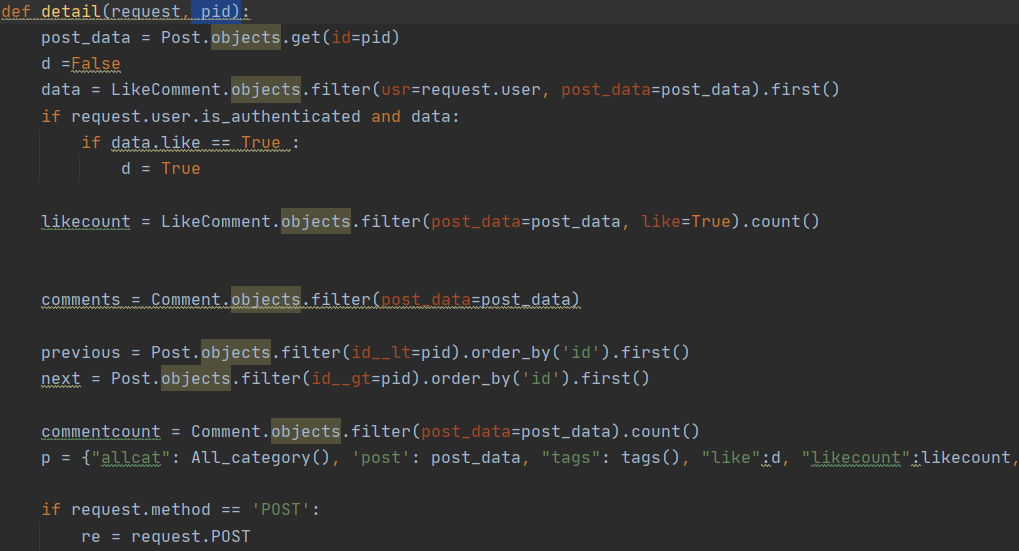 def detail(request, pid):
    post_data = Post.objects.get(id=pid)
    d =False
    data = LikeComment.objects.filter(usr=request.user, post_data=post_data).first()
    if request.user.is_authenticated and data:
        if data.like == True :
            d = True
    likecount = LikeComment.objects.filter(post_data=post_data, like=True).count()
    comments = Comment.objects.filter(post_data=post_data)
    previous = Post.objects.filter(id__lt=pid).order_by('id').first()
    next = Post.objects.filter(id__gt=pid).order_by('id').first()
    commentcount = Comment.objects.filter(post_data=post_data).count()
    p = {"allcat": All_category(), 'post': post_data, "tags": tags(), "like":d, "likecount":likecount,
    if request.method == 'POST':
        re = request.POST